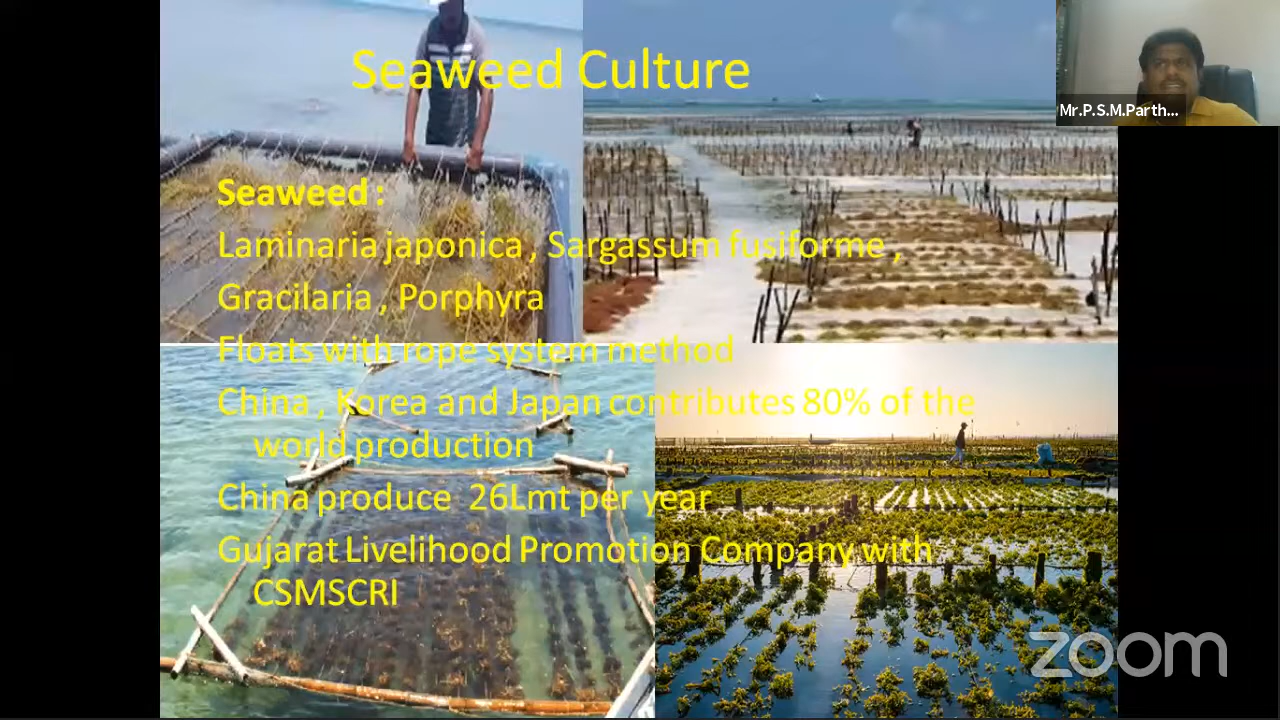 Seaweed Culture
Mr.P.S.M.Parth...
Seaweed :
Laminaria japonica , Sargassum fusiforme ,
Gracilaria , Porphyra
Floats with rope system method
China , Korea and Japan contributes 80% of the
world production
China produce 26Lmt per year
Gujarat Livelihood Promotion Company with
CSMSCRI
zoom